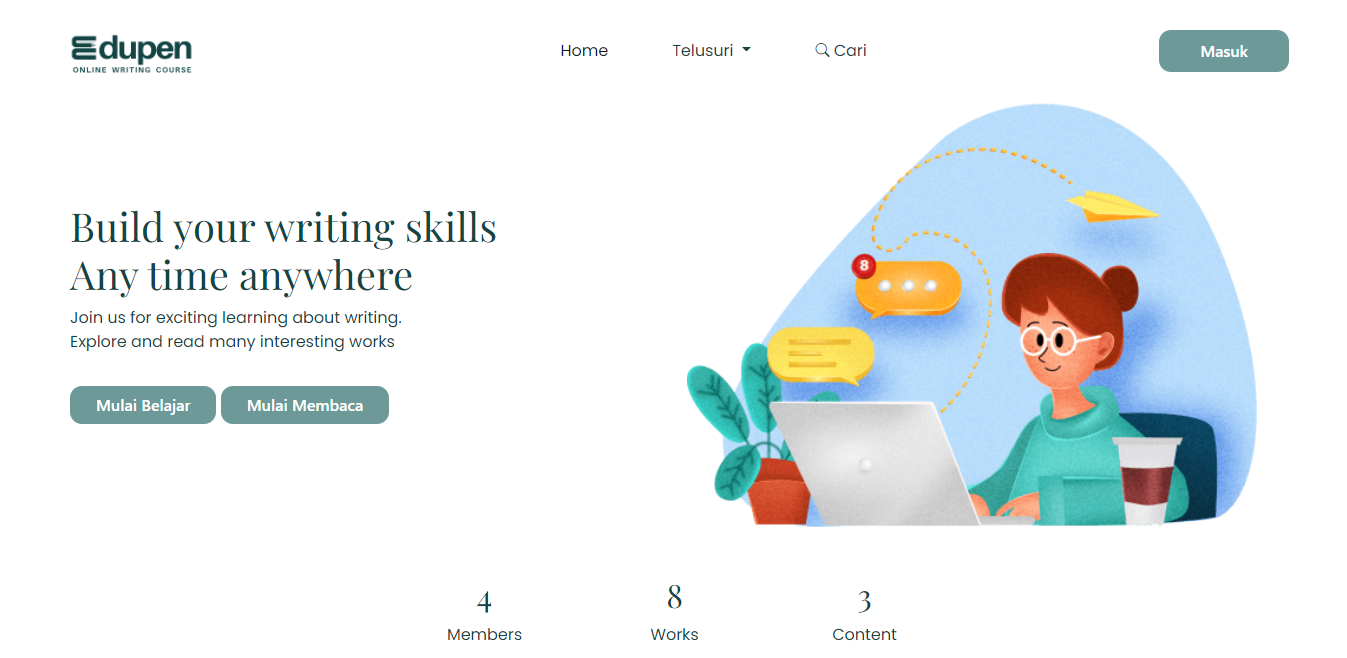 Edupen
ONLINE WRITING COURSE
Home
Telusuri
Cari
Masuk
Build your writing skills
Any time anywhere
Join us for exciting learning about writing.
Explore and read many interesting works
Mulai Belajar
Mulai Membaca
8
4
Members
8
Works
3
Content